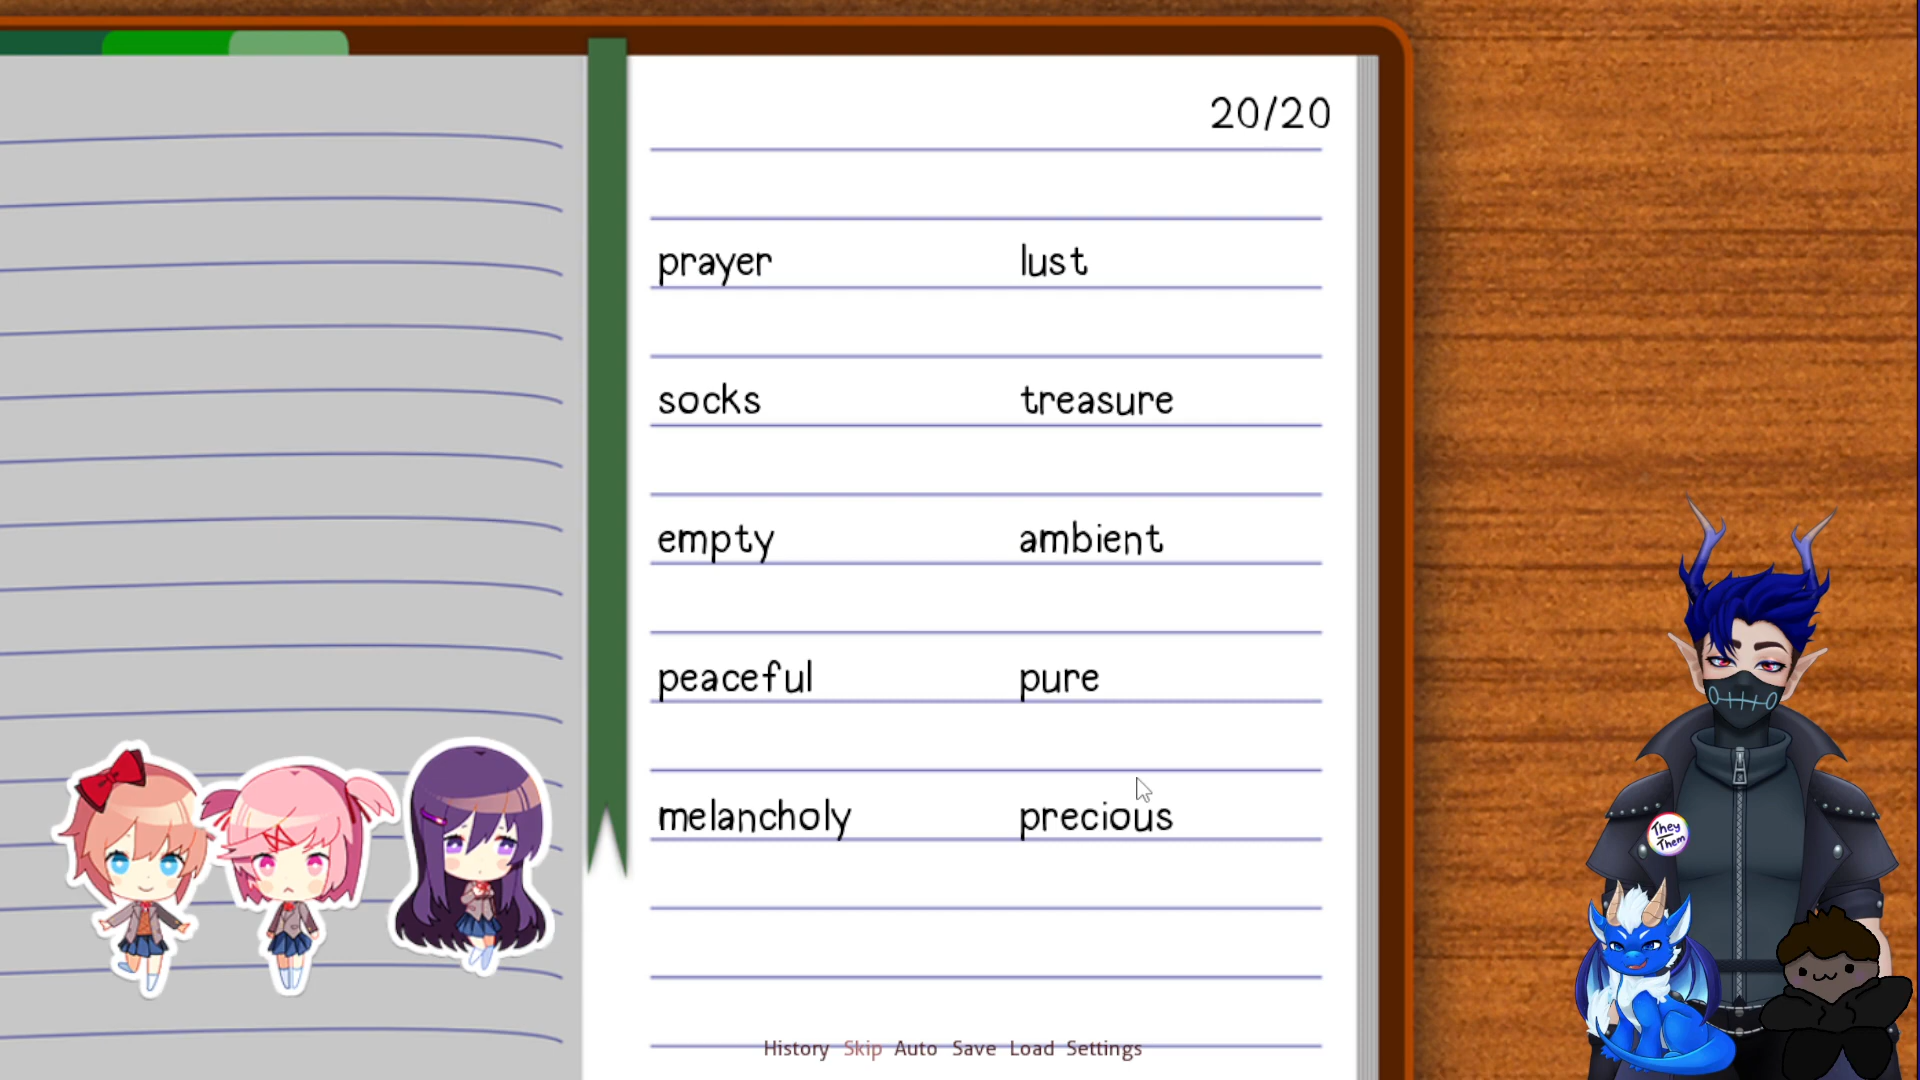 20/20
prayer lust
socks treasure
empty ambient
peaceful pure
melancholy precious
They
Them
History Skip Auto Save Load Settings